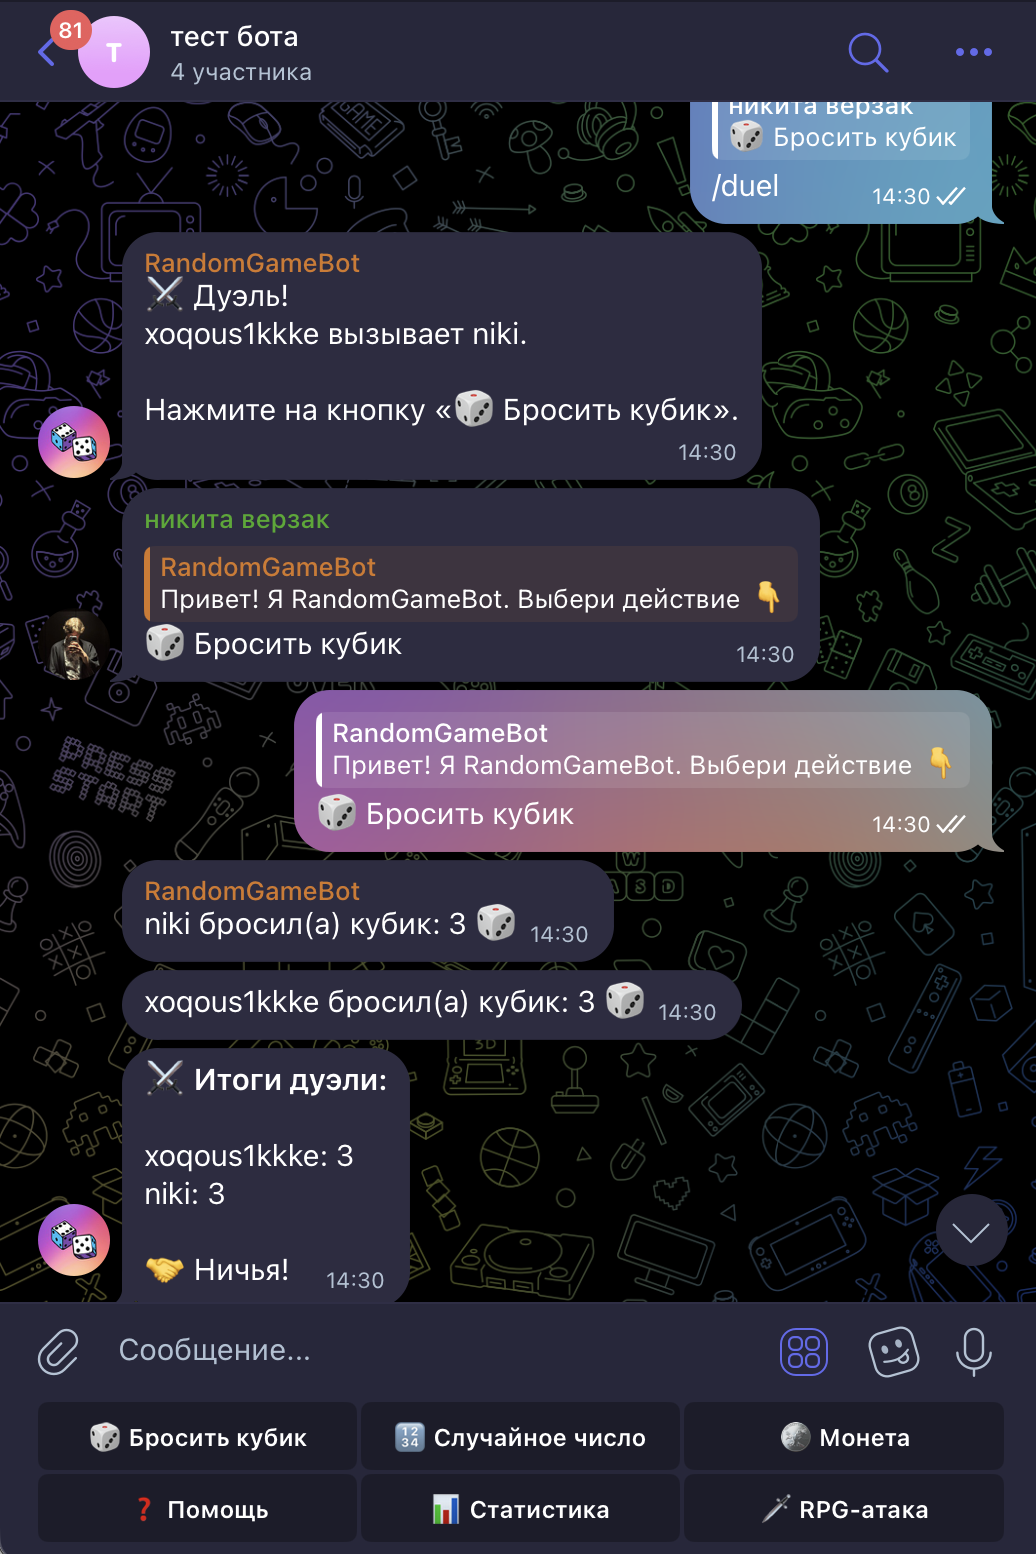 81
T
тест бота
4 участника
никита верзак
🎲 Бросить кубик
/duel
14:30
RandomGameBot
⚔️ Дуэль!
xoqous1kkke вызывает niki.
Нажмите на кнопку «🎲 Бросить кубик».
14:30
никита верзак
RandomGameBot
Привет! Я RandomGameBot. Выбери действие 👇
🎲 Бросить кубик
14:30
RandomGameBot
Привет! Я RandomGameBot. Выбери действие 👇
🎲 Бросить кубик
14:30
RandomGameBot
niki бросил(а) кубик: 3 🎲 14:30
xoqous1kkke бросил(а) кубик: 3 🎲 14:30
⚔️ Итоги дуэли:
xoqous1kkke: 3
niki: 3
🤝 Ничья! 14:30
Сообщение...
🎲 Бросить кубик
🔢 Случайное число
🌕 Монета
❓ Помощь
📊 Статистика
🗡️ RPG-атака
PRESS
START
GAME
W
A S D
3D